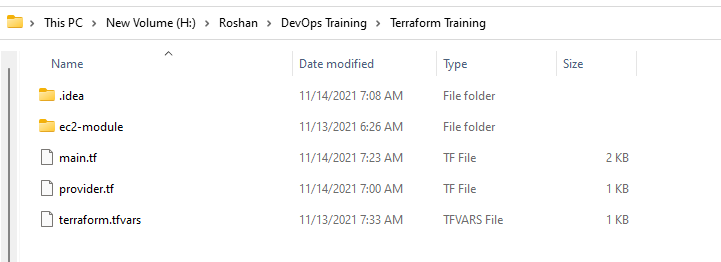 This PC > New Volume (H:) > Roshan > DevOps Training > Terraform Training >
Name Date modified Type Size
.idea 11/14/2021 7:08 AM File folder
ec2-module 11/13/2021 6:26 AM File folder
main.tf 11/14/2021 7:23 AM TF File 2 KB
provider.tf 11/14/2021 7:00 AM TF File 1 KB
terraform.tfvars 11/13/2021 7:33 AM TFVARS File 1 KB